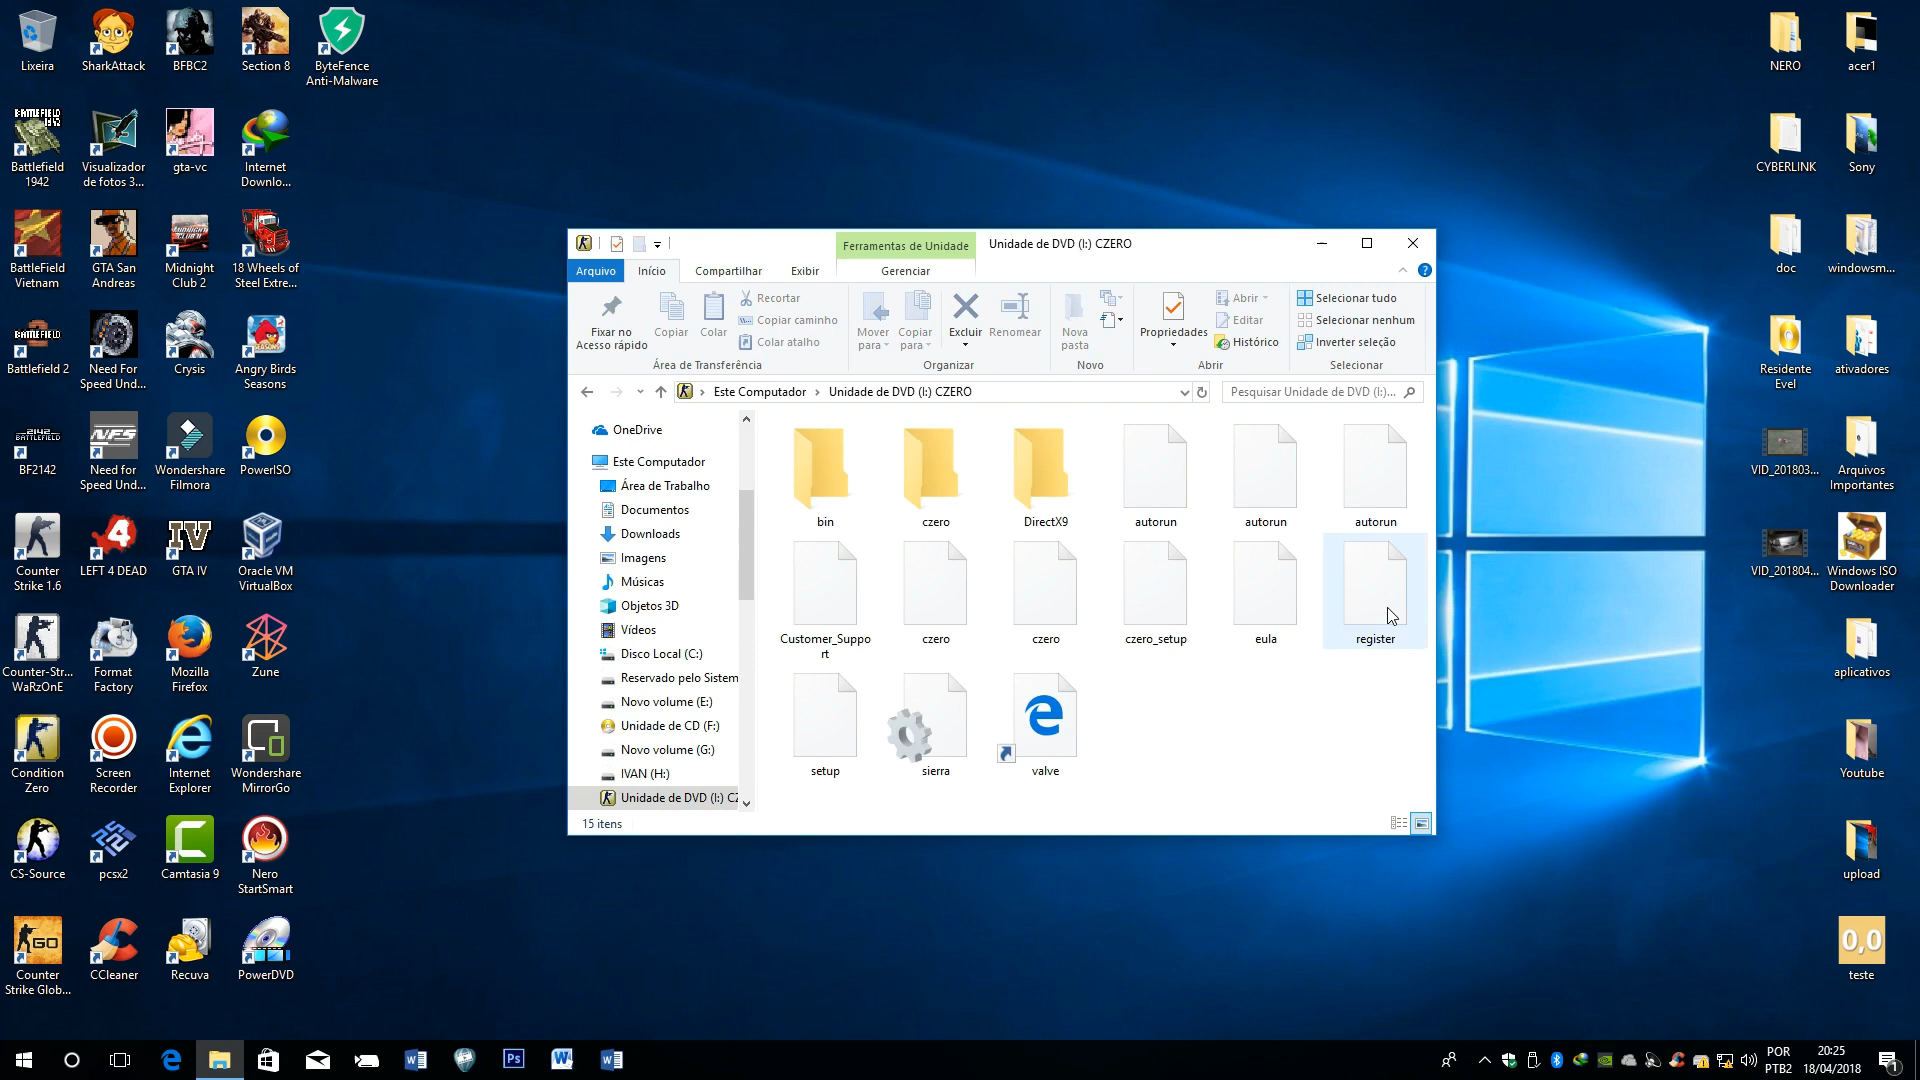 Lixeira
SharkAttack
BFBC2
Section 8
ByteFence
Anti-Malware
Battlefield
1942
Visualizador
de fotos 3...
gta-vc
Internet
Downlo...
BattleField
Vietnam
GTA San
Andreas
Midnight
Club 2
18 Wheels of
Steel Extre...
Battlefield 2
Need For
Speed Und...
Crysis
Angry Birds
Seasons
BF2142
Need for
Speed Und...
Wondershare
Filmora
PowerISO
Counter
Strike 1.6
LEFT 4 DEAD
GTA IV
Oracle VM
VirtualBox
Counter-Str...
WaRzOnE
Format
Factory
Mozilla
Firefox
Zune
Condition
Zero
Screen
Recorder
Internet
Explorer
Wondershare
MirrorGo
CS-Source
pcsx2
Camtasia 9
Nero
StartSmart
Counter
Strike Glob...
CCleaner
Recuva
PowerDVD
Ferramentas de Unidade
Unidade de DVD (I:) CZERO
Arquivo
Início
Compartilhar
Exibir
Gerenciar
Fixar no
Acesso rápido
Copiar
Colar
Recortar
Copiar caminho
Colar atalho
Área de Transferência
Mover
para
Copiar
para
Excluir
Renomear
Organizar
Nova
pasta
Novo
Propriedades
Abrir
Editar
Histórico
Abrir
Selecionar tudo
Selecionar nenhum
Inverter seleção
Selecionar
Este Computador
Unidade de DVD (I:) CZERO
Pesquisar Unidade de DVD (I:)...
OneDrive
Este Computador
Área de Trabalho
Documentos
Downloads
Imagens
Músicas
Objetos 3D
Vídeos
Disco Local (C:)
Reservado pelo Sistem
Novo volume (E:)
Unidade de CD (F:)
Novo volume (G:)
IVAN (H:)
Unidade de DVD (I:) CZ
bin
czero
DirectX9
autorun
autorun
autorun
Customer_Suppo
rt
czero
czero
czero_setup
eula
register
setup
sierra
valve
15 itens
NERO
acer1
CYBERLINK
Sony
doc
windowsm...
Residente
Evel
ativadores
VID_201803...
Arquivos
Importantes
VID_201804...
Windows ISO
Downloader
aplicativos
Youtube
upload
0,0
teste
POR
PTB2
20:25
18/04/2018
1